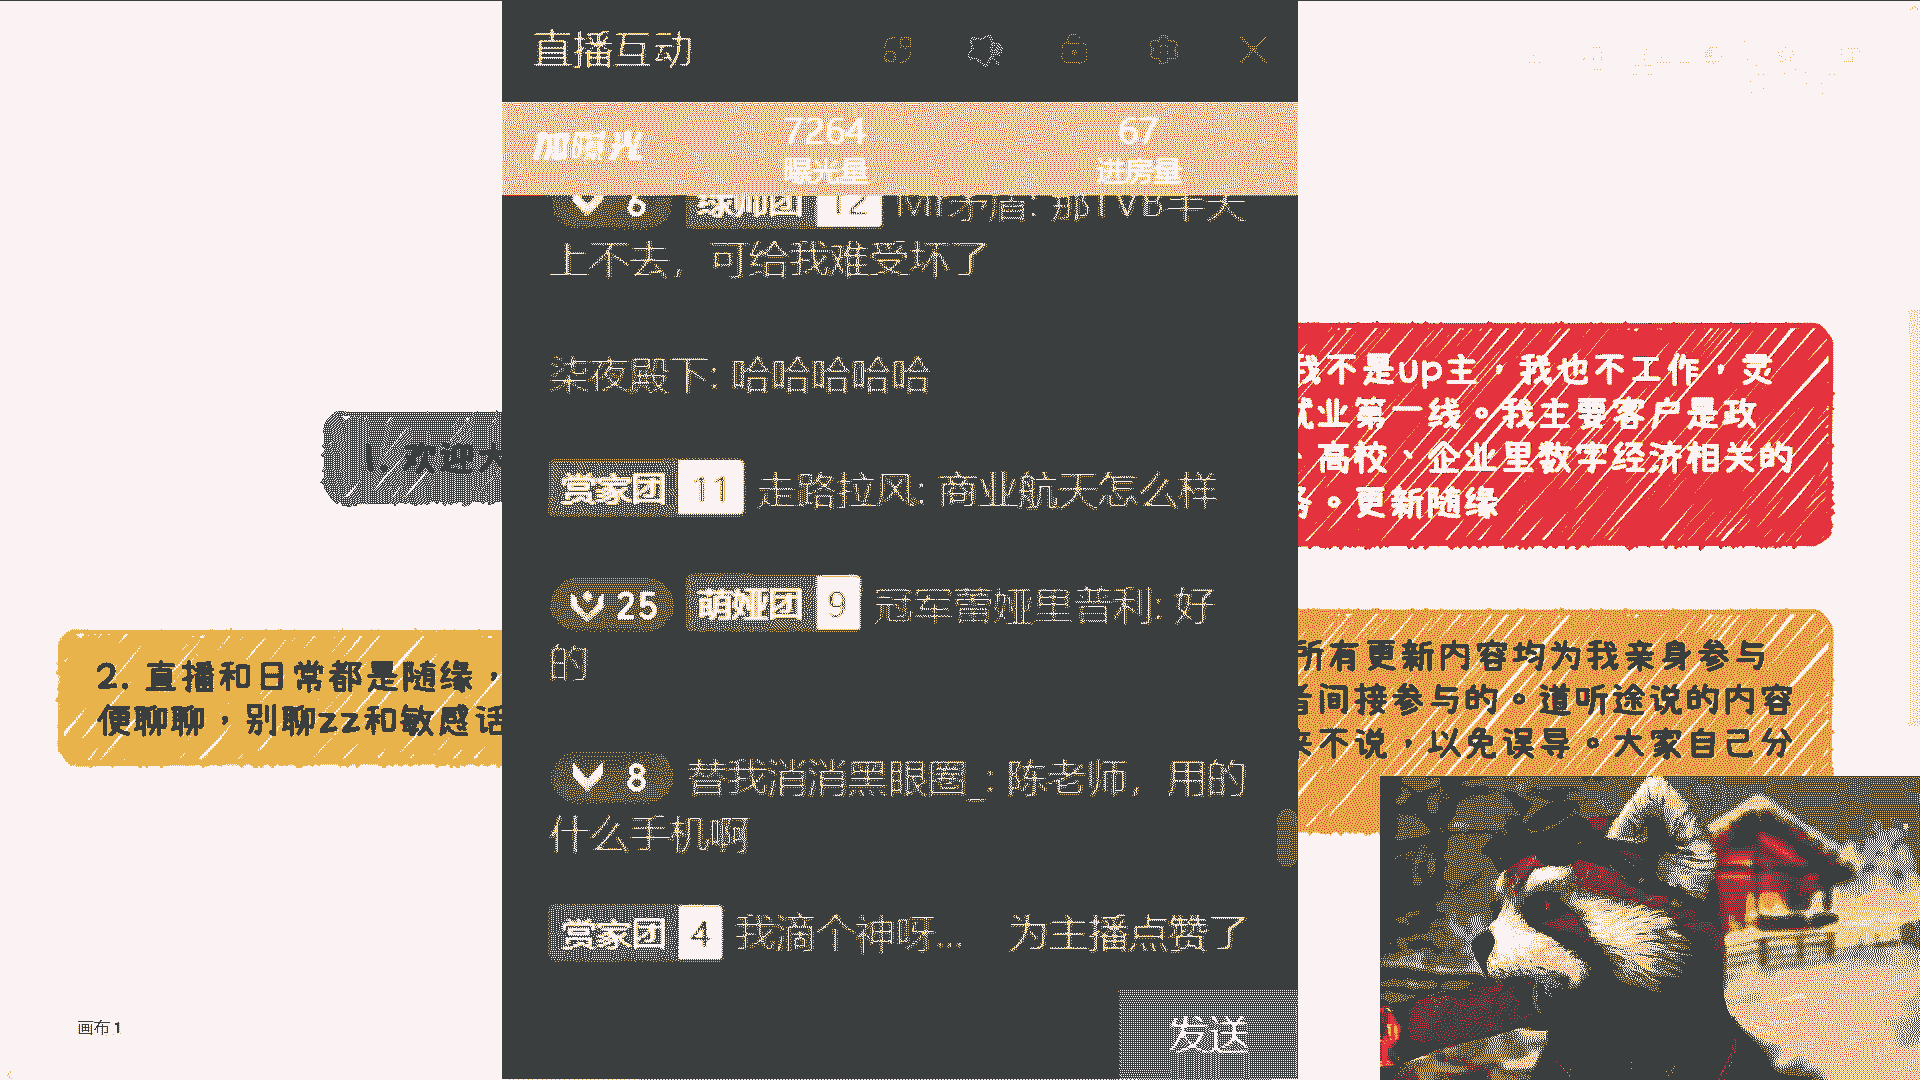 直播互动
加曝光
7264
曝光量
67
进房量
6 缘师团 12 Mr矛盾: 那TVB半天
上不去，可给我难受坏了
柒夜殿下: 哈哈哈哈哈
赏家团 11 走路拉风: 商业航天怎么样
25 萌娅团 9 冠军蕾娅里普利: 好
的
8 替我消消黑眼圈_: 陈老师，用的
什么手机啊
赏家团 4 我滴个神呀... 为主播点赞了
发送
1. 欢迎大
2. 直播和日常都是随缘，
便聊聊，别聊zz和敏感话
我不是up主，我也不工作，灵
就业第一线。我主要客户是政
、高校、企业里数字经济相关的
务。更新随缘
所有更新内容均为我亲身参与
者间接参与的。道听途说的内容
来不说，以免误导。大家自己分
画布 1